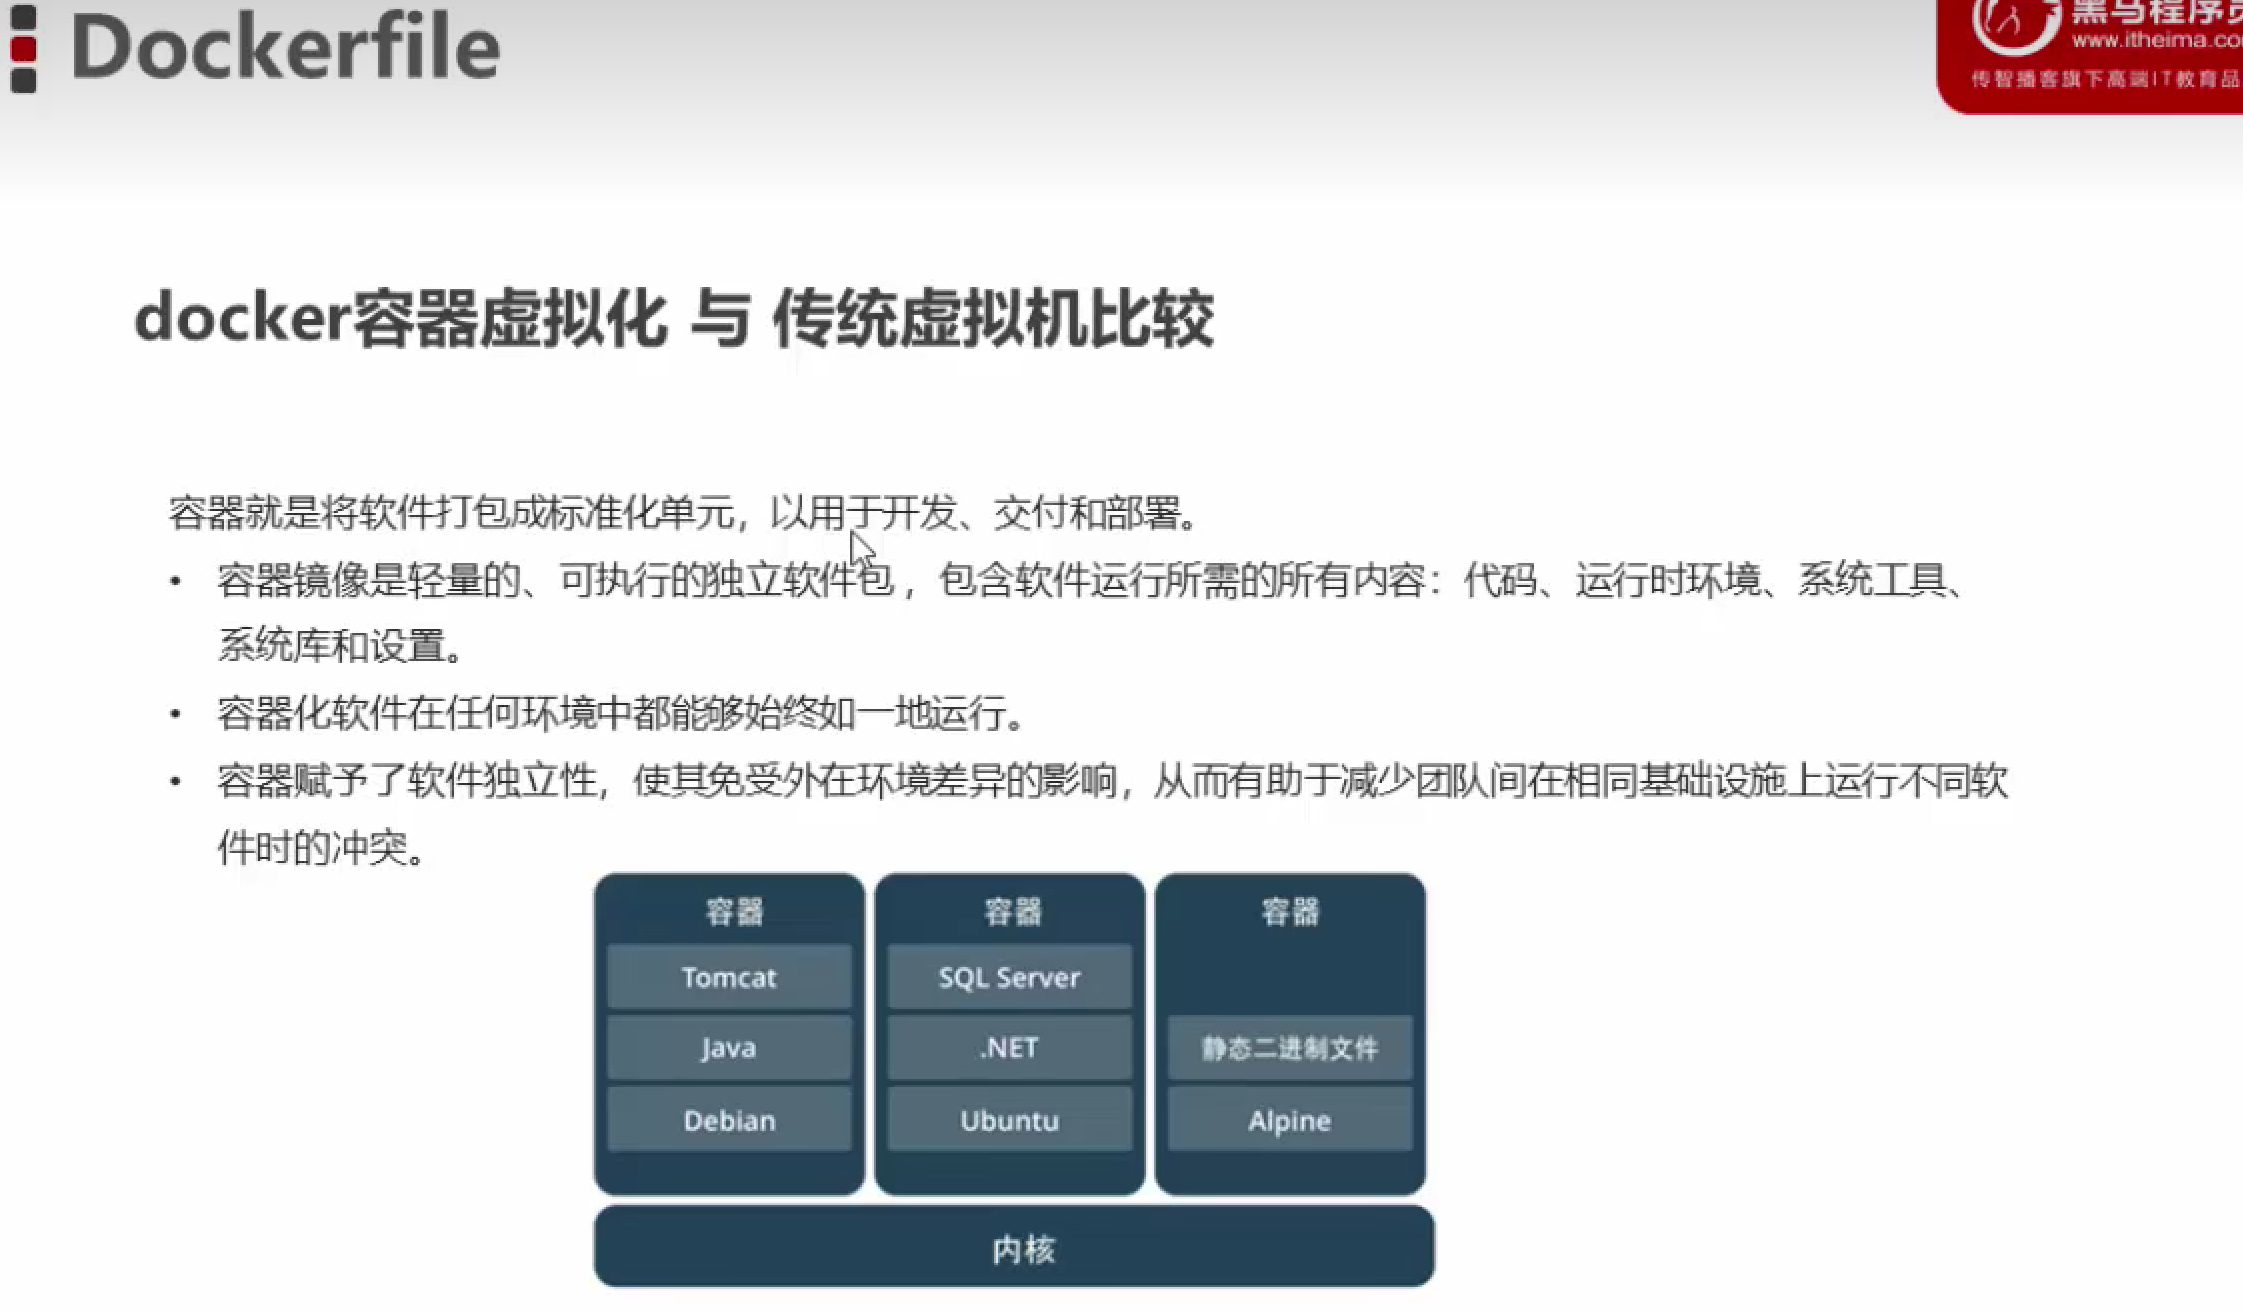 Dockerfile
黑马程序员
www.itheima.co
传智播客旗下高端IT教育品
docker容器虚拟化 与 传统虚拟机比较
容器就是将软件打包成标准化单元，以用于开发、交付和部署。
• 容器镜像是轻量的、可执行的独立软件包，包含软件运行所需的所有内容：代码、运行时环境、系统工具、
系统库和设置。
• 容器化软件在任何环境中都能够始终如一地运行。
• 容器赋予了软件独立性，使其免受外在环境差异的影响，从而有助于减少团队间在相同基础设施上运行不同软
件时的冲突。
容器 容器 容器
Tomcat SQL Server
Java .NET 静态二进制文件
Debian Ubuntu Alpine
内核